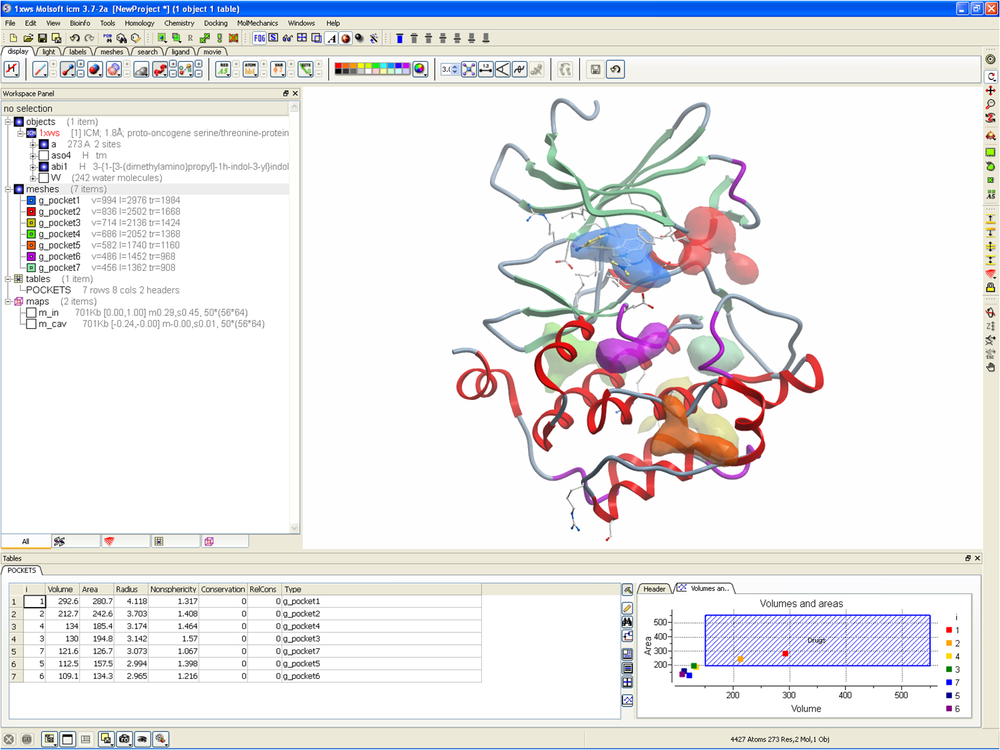 1xws Molsoft icm 3.7-2a [NewProject *] (1 object 1 table)
File Edit View Bioinfo Tools Homology Chemistry Docking MolMechanics Windows Help
display light labels meshes search ligand movie
Workspace Panel
no selection
objects (1 item)
1xws [1] ICM; 1.8Å; proto-oncogene serine/threonine-protein
a 273 A 2 sites
aso4 H tm
abi1 H 3-{1-[3-(dimethylamino)propyl]-1h-indol-3-yl}indol
W (242 water molecules)
meshes (7 items)
g_pocket1 v=994 l=2976 tr=1984
g_pocket2 v=836 l=2502 tr=1668
g_pocket3 v=714 l=2136 tr=1424
g_pocket4 v=686 l=2052 tr=1368
g_pocket5 v=582 l=1740 tr=1160
g_pocket6 v=486 l=1452 tr=968
g_pocket7 v=456 l=1362 tr=908
tables (1 item)
POCKETS 7 rows 8 cols 2 headers
maps (2 items)
m_in 701Kb [0.00,1.00] m0.29,s0.45, 50*(56*64)
m_cav 701Kb [-0.24,-0.00] m-0.00,s0.01, 50*(56*64)
All
Tables
POCKETS
i Volume Area Radius Nonsphericity Conservation RelCons Type
1 1 292.6 280.7 4.118 1.317 0 0 g_pocket1
2 2 212.7 242.6 3.703 1.408 0 0 g_pocket2
3 4 134 185.4 3.174 1.464 0 0 g_pocket4
4 3 130 194.8 3.142 1.57 0 0 g_pocket3
5 7 121.6 126.7 3.073 1.067 0 0 g_pocket7
6 5 112.5 157.5 2.994 1.398 0 0 g_pocket5
7 6 109.1 134.3 2.965 1.216 0 0 g_pocket6
Header Volumes an..
Volumes and areas
Area
500
400
300
200
Drugs
200 300 400 500
Volume
i
1
2
4
3
7
5
6
4427 Atoms 273 Res,2 Mol,1 Obj